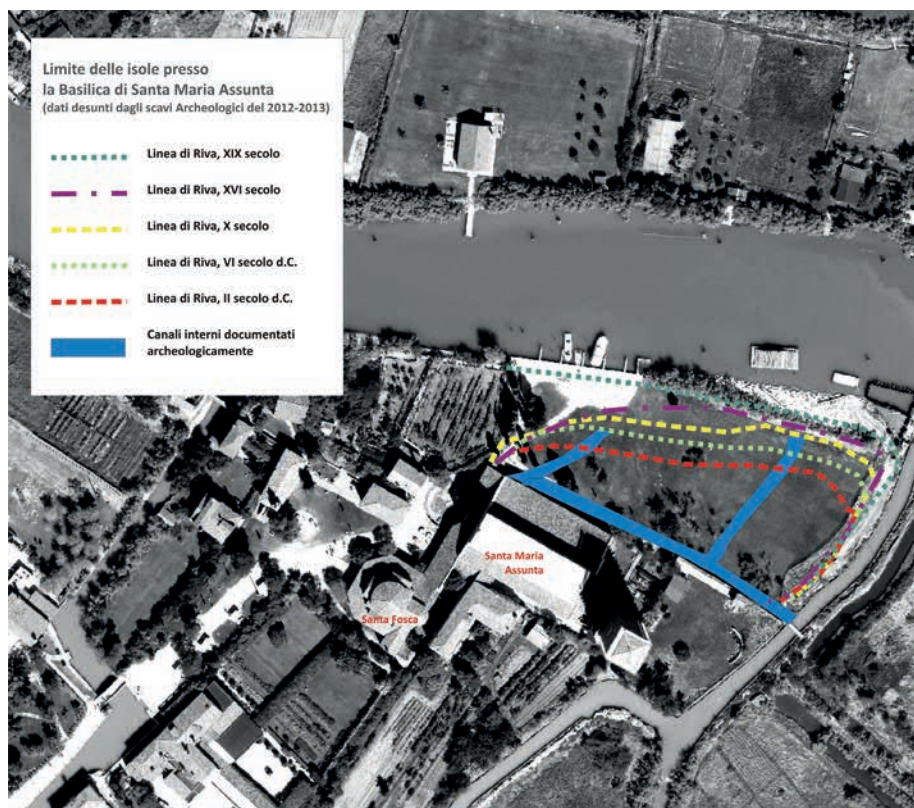 Limite delle isole presso
la Basilica di Santa Maria Assunta
(dati desunti dagli scavi Archeologici del 2012-2013)
Linea di Riva, XIX secolo
Linea di Riva, XVI secolo
Linea di Riva, X secolo
Linea di Riva, VI secolo d.C.
Linea di Riva, II secolo d.C.
Canali interni documentati
archeologicamente
Santa Maria
Assunta
Santa Fosca